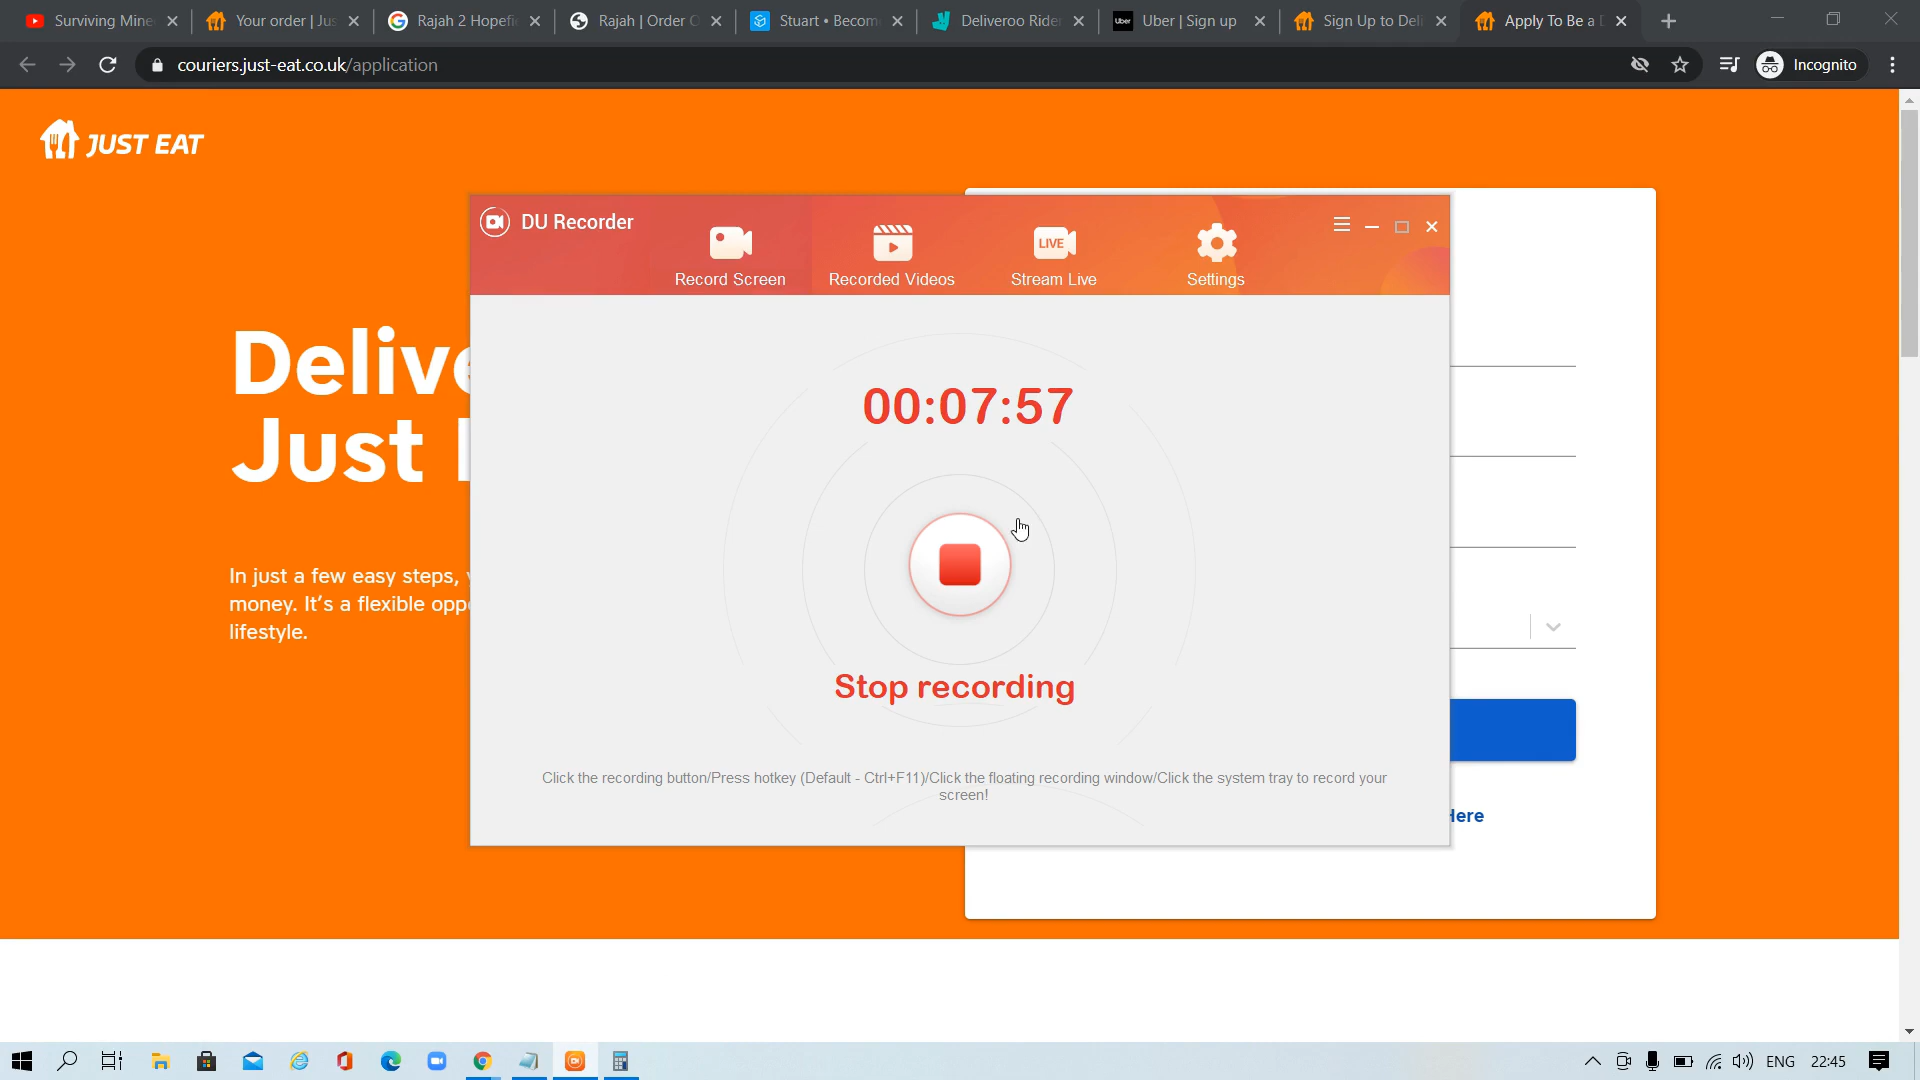 Surviving Mine
Your order | Jus
Rajah 2 Hopefi
Rajah | Order O
Stuart • Becom
Deliveroo Rider
Uber
Uber | Sign up
Sign Up to Deli
Apply To Be a D
couriers.just-eat.co.uk/application
Incognito
JUST EAT
DU Recorder
Record Screen
Recorded Videos
LIVE
Stream Live
Settings
Delive
Just
00:07:57
In just a few easy steps,
money. It's a flexible oppo
lifestyle.
Stop recording
Click the recording button/Press hotkey (Default - Ctrl+F11)/Click the floating recording window/Click the system tray to record your
screen!
Here
ENG
22:45